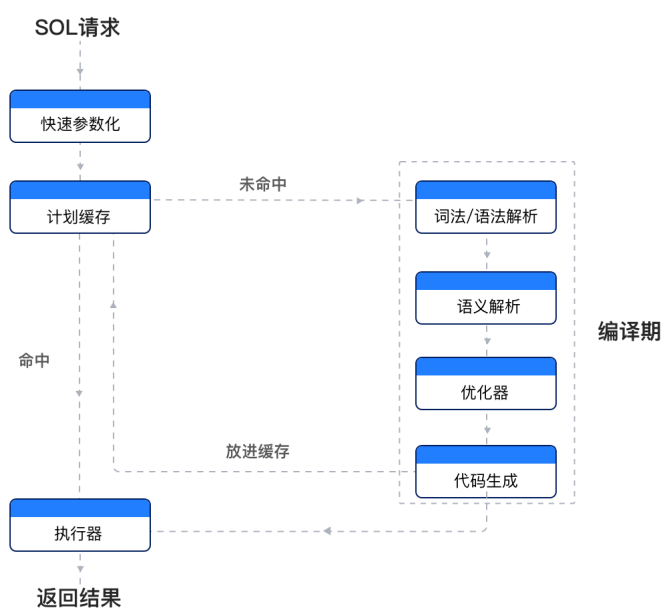 SOL请求
快速参数化
计划缓存
未命中
词法/语法解析
语义解析
编译期
命中
优化器
放进缓存
代码生成
执行器
返回结果